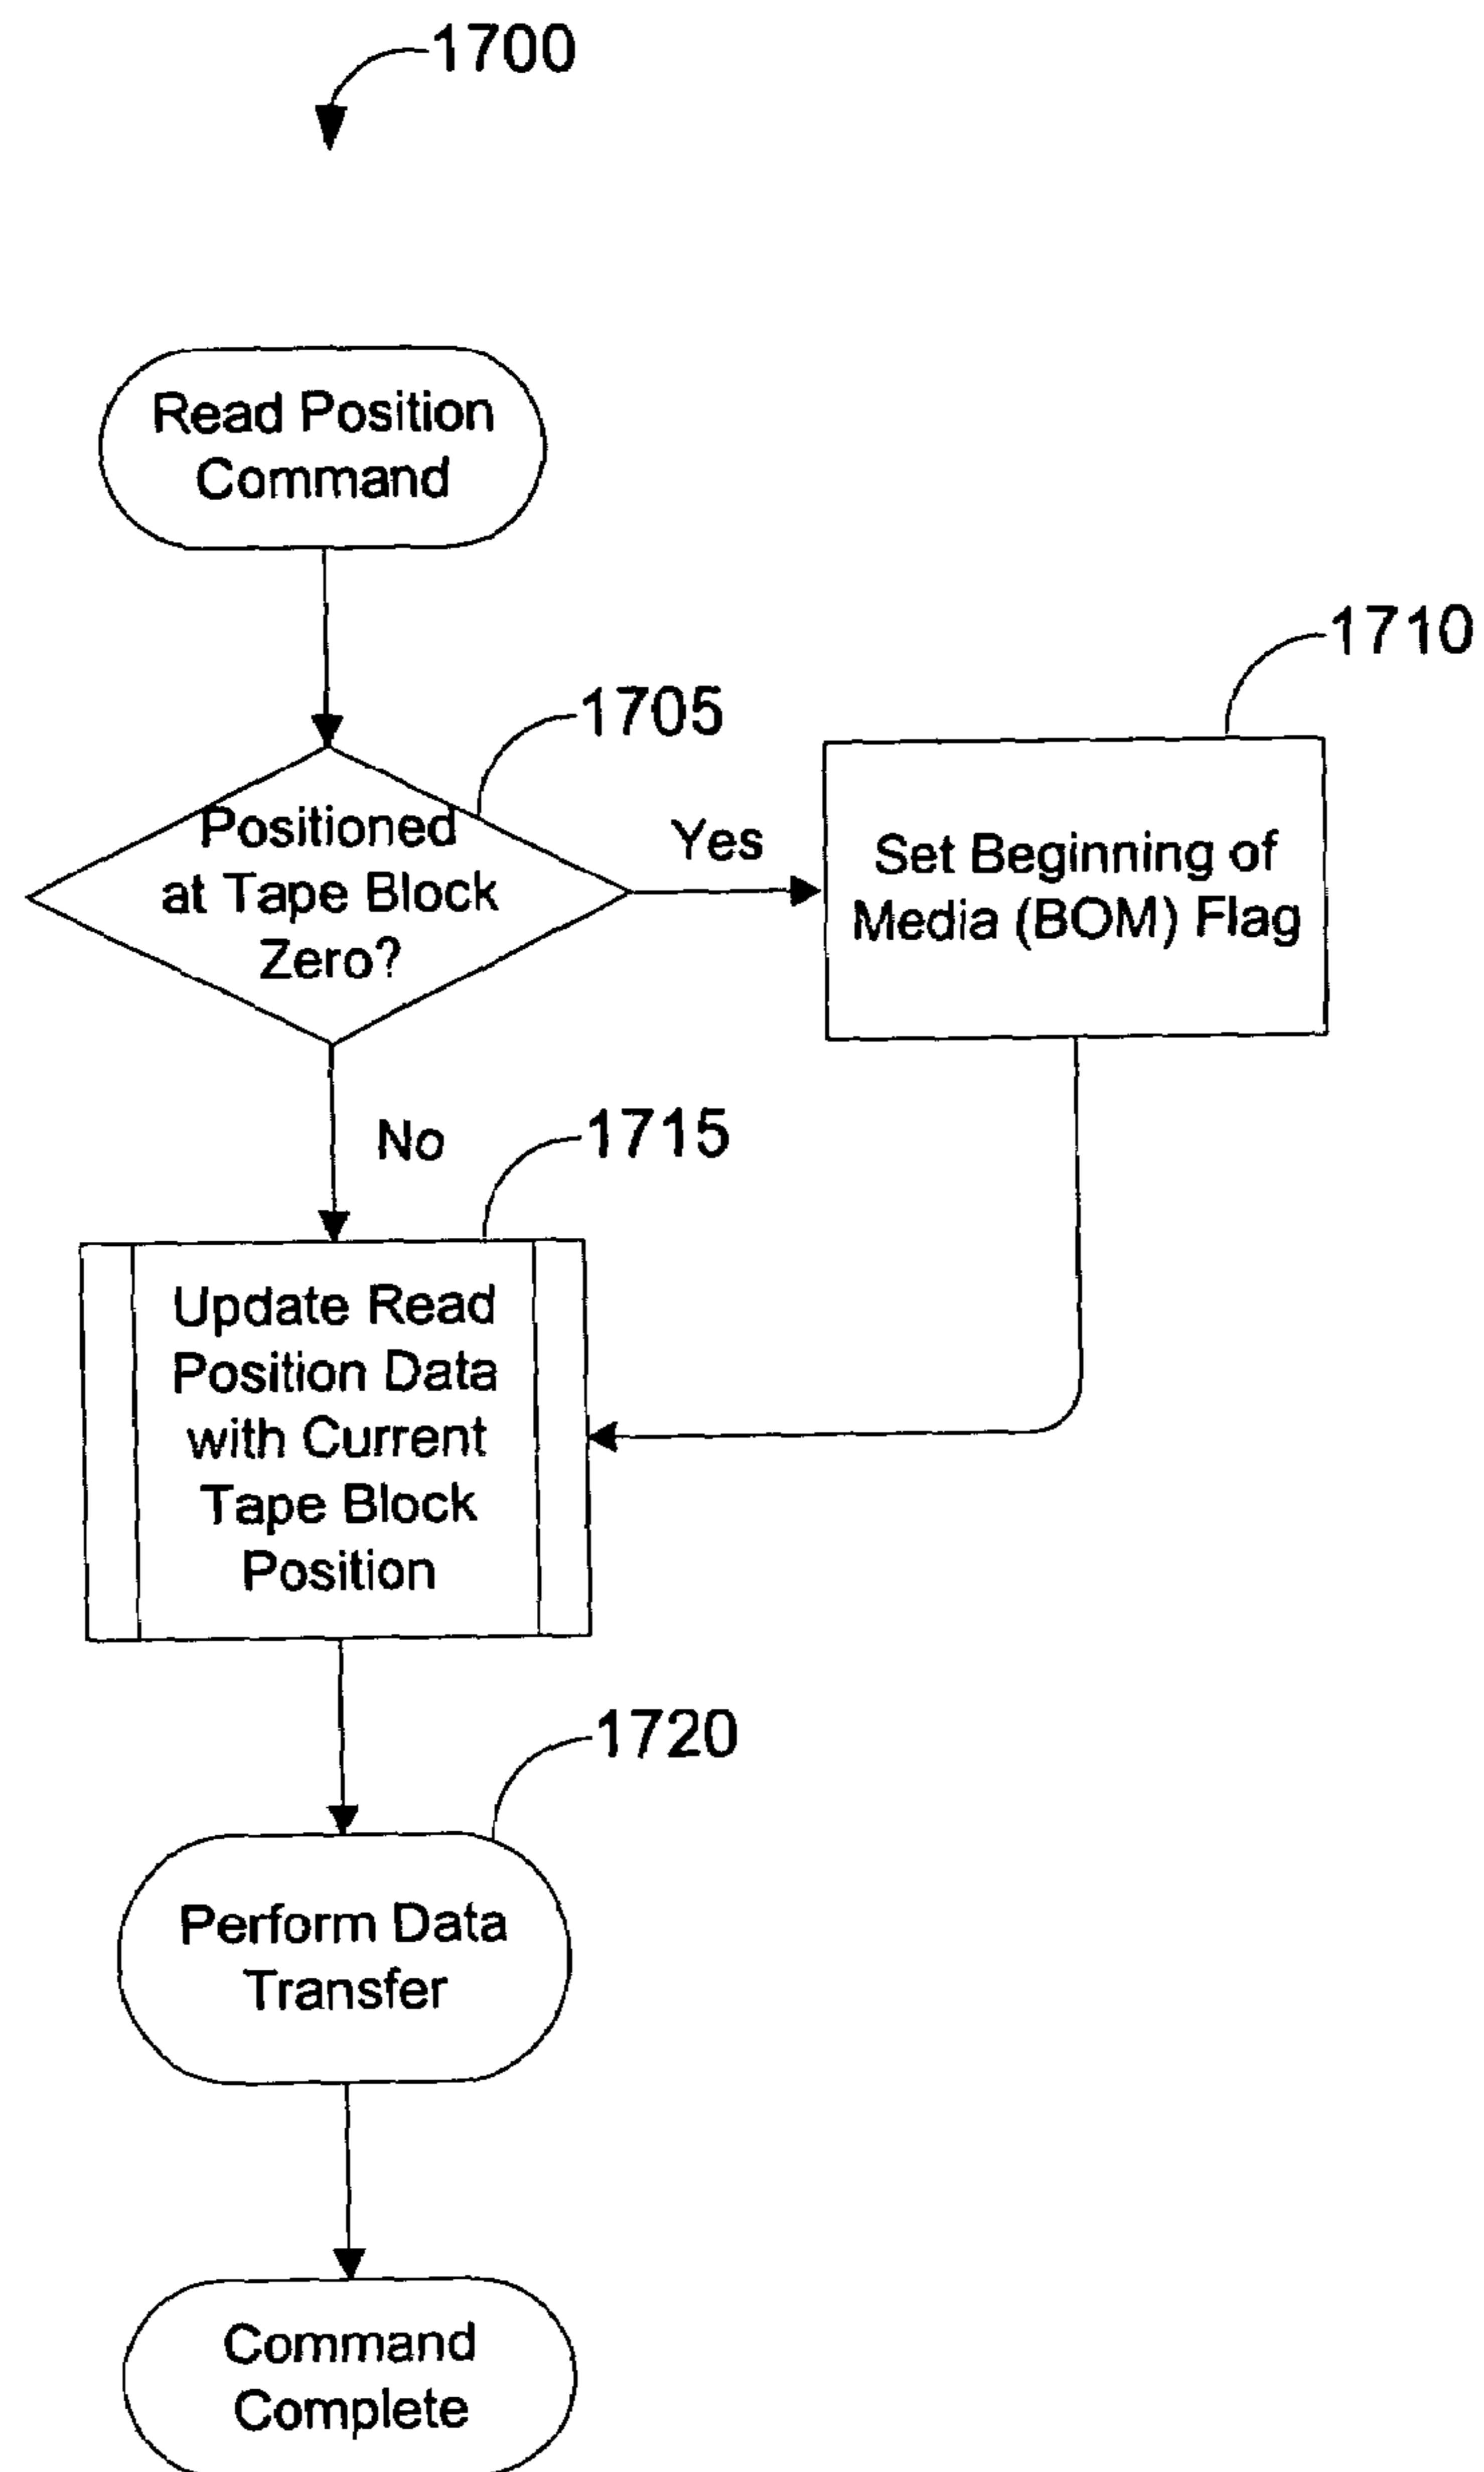 1700
Read Position
Command
1705
Positioned
at Tape Block
Zero?
Yes
1710
Set Beginning of
Media (BOM) Flag
No
1715
Update Read
Position Data
with Current
Tape Block
Position
1720
Perform Data
Transfer
Command
Complete